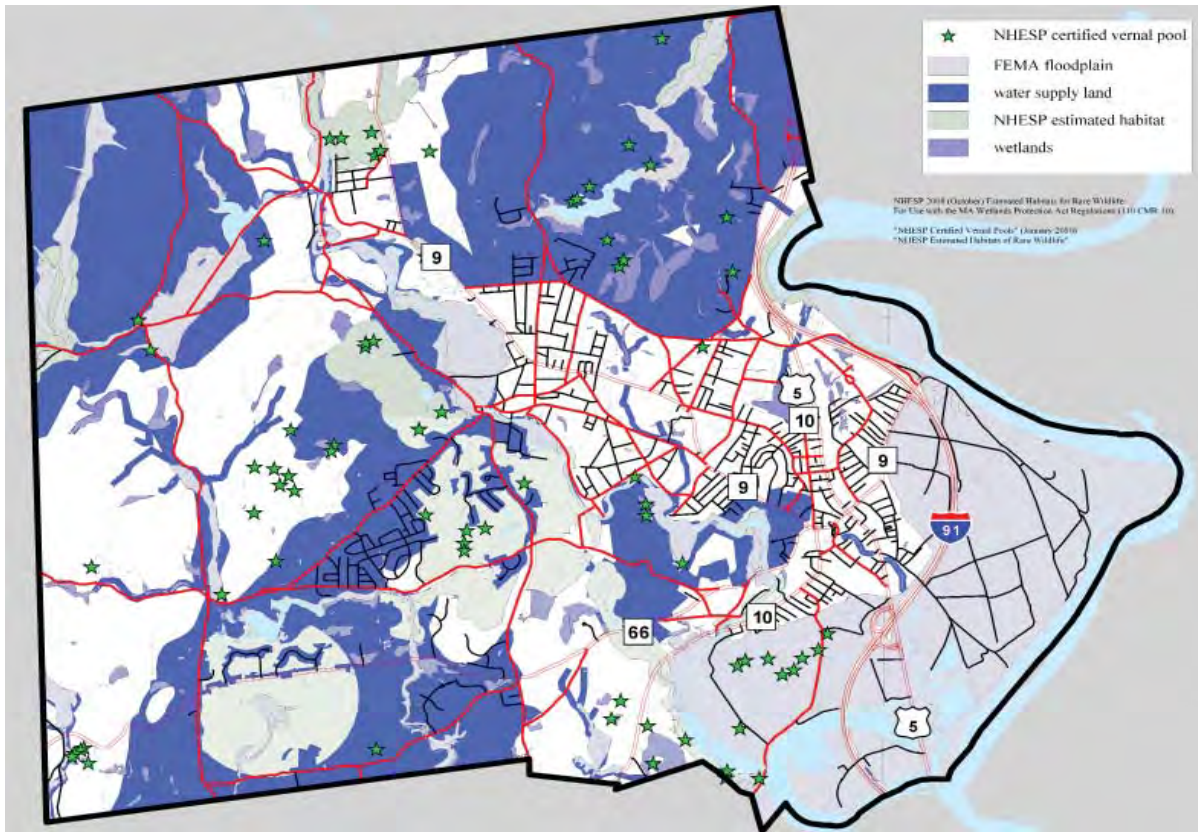 NHESP certified vernal pool
FEMA floodplain
water supply land
NHESP estimated habitat
wetlands
NHESP 2008 (October) Estimated Habitats for Rare Wildlife
For Use with the MA Wetlands Protection Act Regulations (310 CMR 10)
"NHESP Certified Vernal Pools"
"NHESP Estimated Habitats of Rare Wildlife"
9
5
10
9
9
91
10
66
5